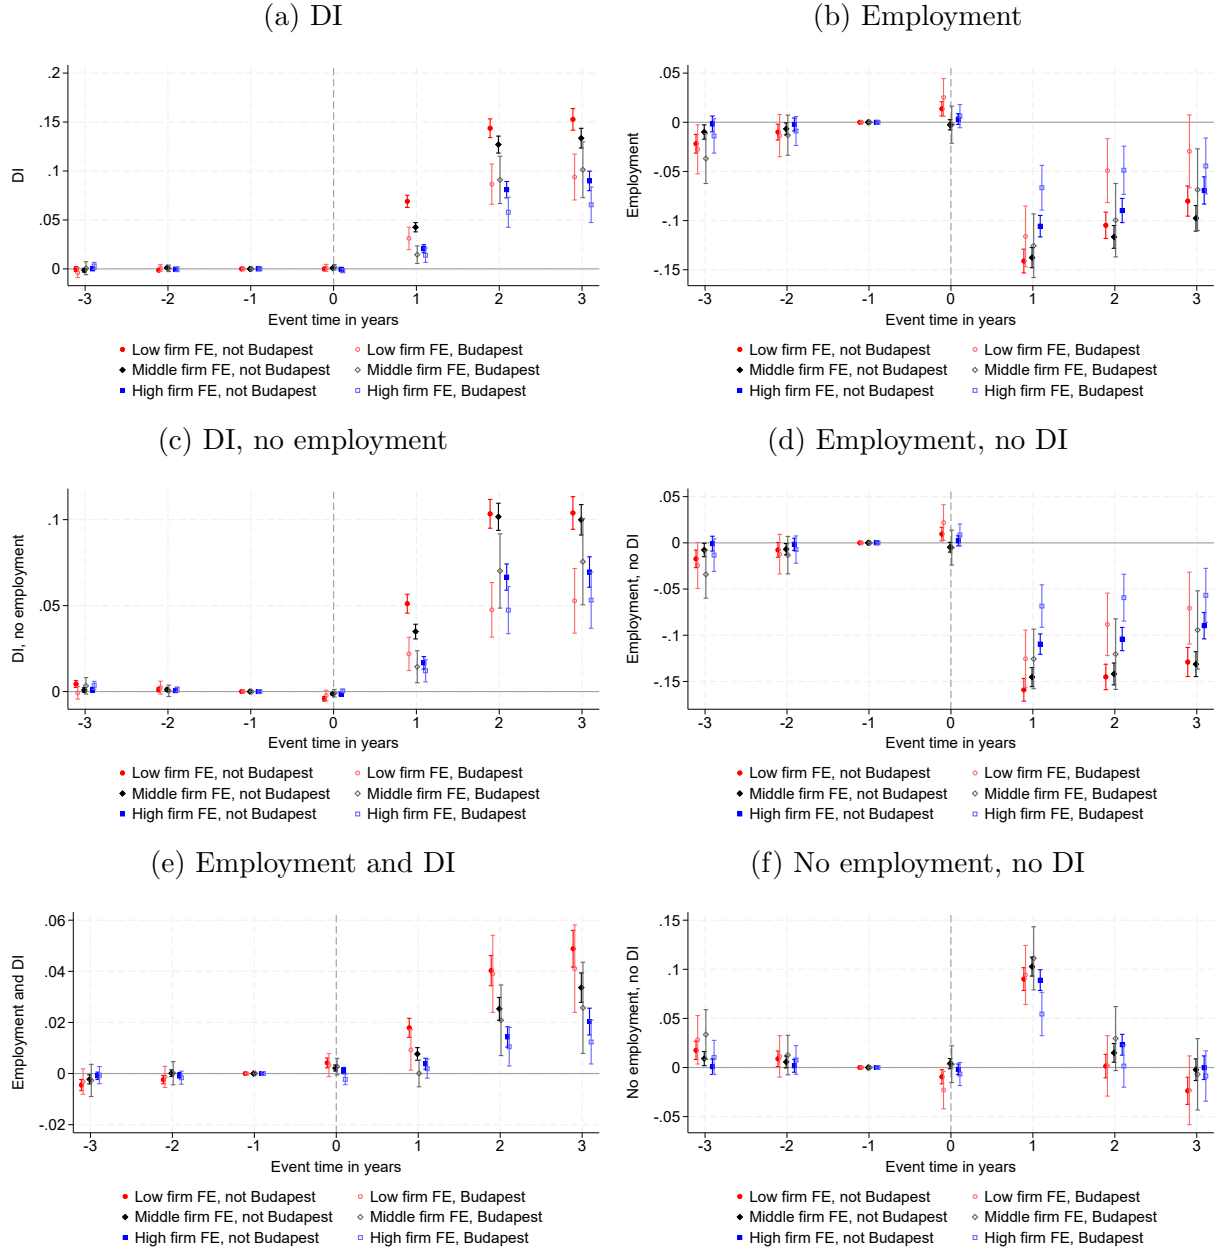 (a) DI
.2
.15
.1
.05
0
DI
-3 -2 -1 0 1 2 3
Event time in years
Low firm FE, not Budapest Low firm FE, Budapest
Middle firm FE, not Budapest Middle firm FE, Budapest
High firm FE, not Budapest High firm FE, Budapest
(b) Employment
.05
0
-.05
-.1
-.15
Employment
-3 -2 -1 0 1 2 3
Event time in years
Low firm FE, not Budapest Low firm FE, Budapest
Middle firm FE, not Budapest Middle firm FE, Budapest
High firm FE, not Budapest High firm FE, Budapest
(c) DI, no employment
.1
.05
0
DI, no employment
-3 -2 -1 0 1 2 3
Event time in years
Low firm FE, not Budapest Low firm FE, Budapest
Middle firm FE, not Budapest Middle firm FE, Budapest
High firm FE, not Budapest High firm FE, Budapest
(d) Employment, no DI
.05
0
-.05
-.1
-.15
Employment, no DI
-3 -2 -1 0 1 2 3
Event time in years
Low firm FE, not Budapest Low firm FE, Budapest
Middle firm FE, not Budapest Middle firm FE, Budapest
High firm FE, not Budapest High firm FE, Budapest
(e) Employment and DI
.06
.04
.02
0
-.02
Employment and DI
-3 -2 -1 0 1 2 3
Event time in years
Low firm FE, not Budapest Low firm FE, Budapest
Middle firm FE, not Budapest Middle firm FE, Budapest
High firm FE, not Budapest High firm FE, Budapest
(f) No employment, no DI
.15
.1
.05
0
-.05
No employment, no DI
-3 -2 -1 0 1 2 3
Event time in years
Low firm FE, not Budapest Low firm FE, Budapest
Middle firm FE, not Budapest Middle firm FE, Budapest
High firm FE, not Budapest High firm FE, Budapest